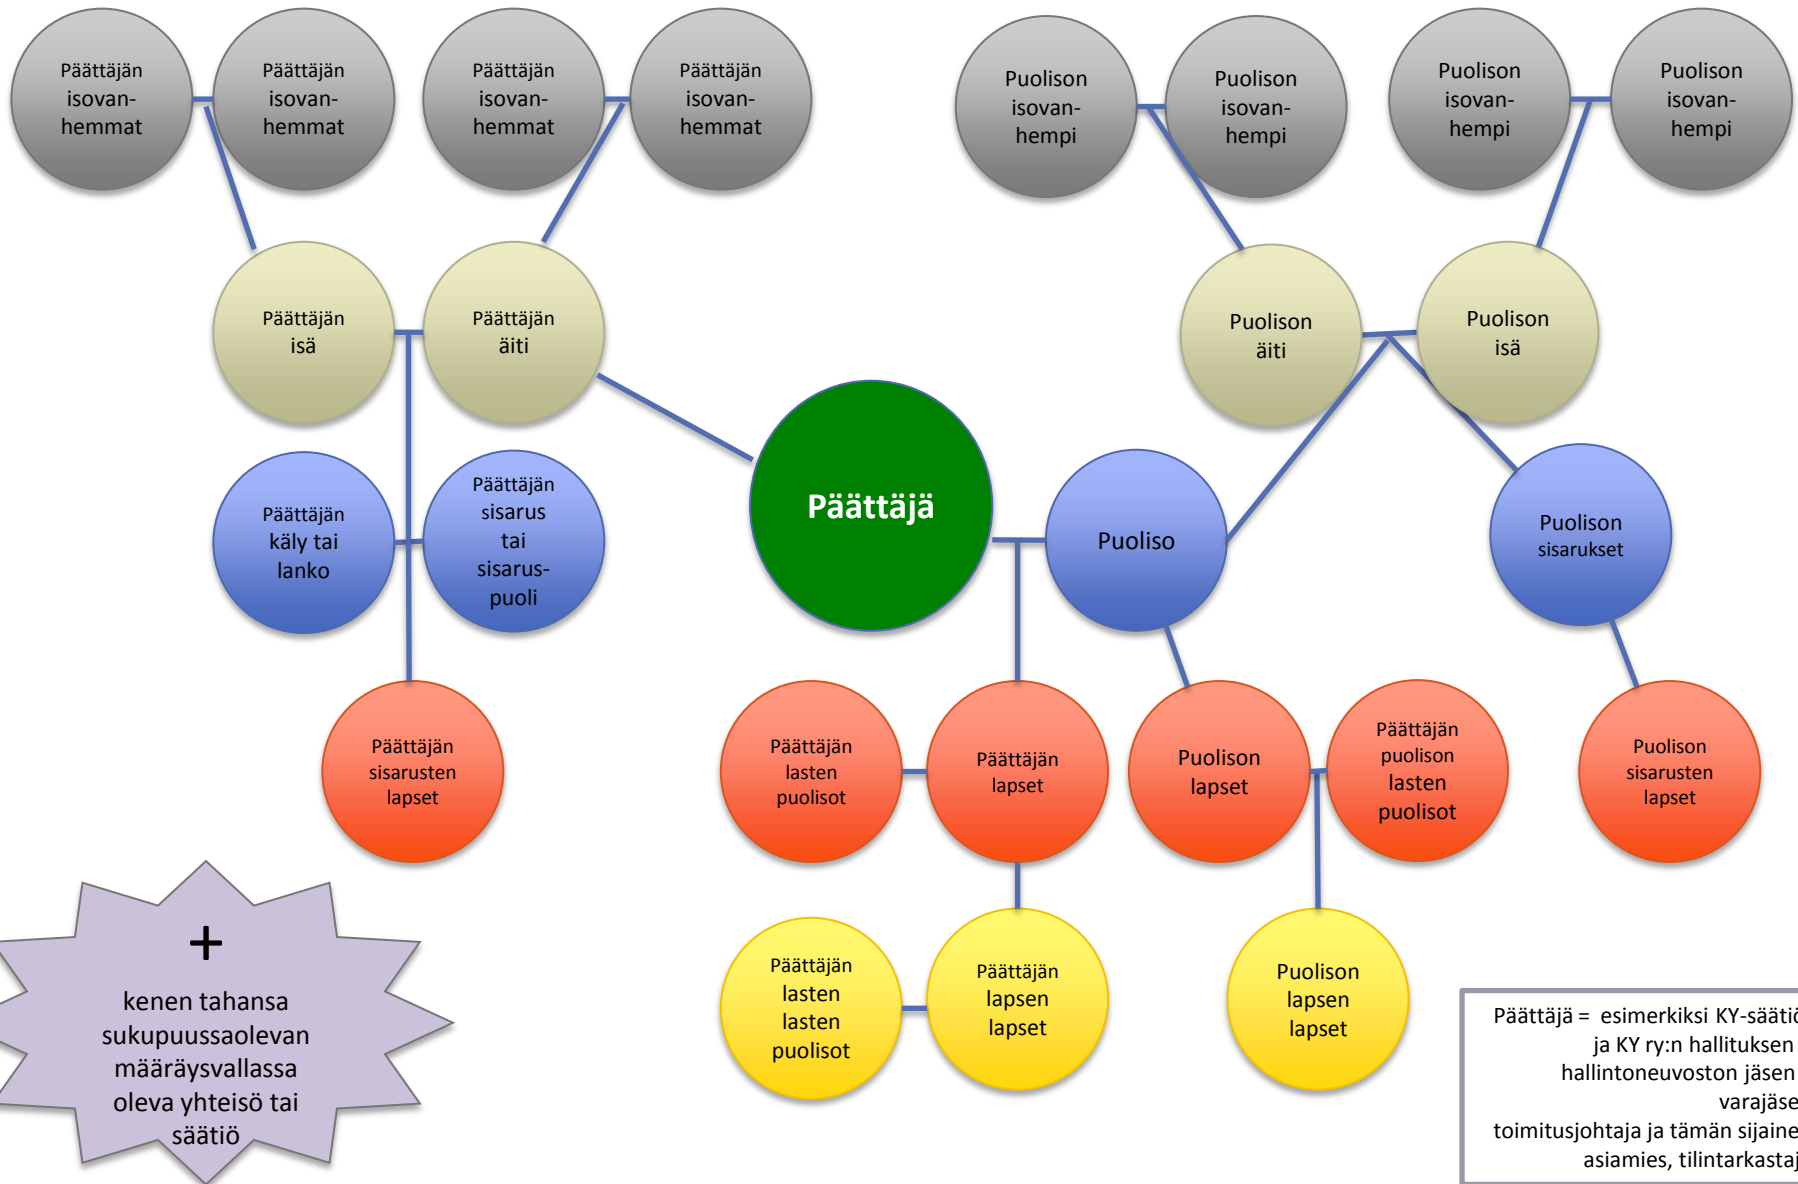 Päättäjän
isovan-
hemmat
Päättäjän
isovan-
hemmat
Päättäjän
isovan-
hemmat
Päättäjän
isovan-
hemmat
Puolison
isovan-
hempi
Puolison
isovan-
hempi
Puolison
isovan-
hempi
Puolison
isovan-
hempi
Päättäjän
isä
Päättäjän
äiti
Puolison
äiti
Puolison
isä
Päättäjän
käly tai
lanko
Päättäjän
sisarus
tai
sisarus-
puoli
Päättäjä
Puoliso
Puolison
sisarukset
Päättäjän
sisarusten
lapset
Päättäjän
lasten
puolisot
Päättäjän
lapset
Puolison
lapset
Päättäjän
puolison
lasten
puolisot
Puolison
sisarusten
lapset
Päättäjän
lasten
lasten
puolisot
Päättäjän
lapsen
lapset
Puolison
lapsen
lapset
+
kenen tahansa
sukupuussaolevan
määräysvallassa
oleva yhteisö tai
säätiö
Päättäjä = esimerkiksi
ja KY ry:n hallituksen
hallintoneuvoston jäsen
toimitusjohtaja ja tämän
asiamies,